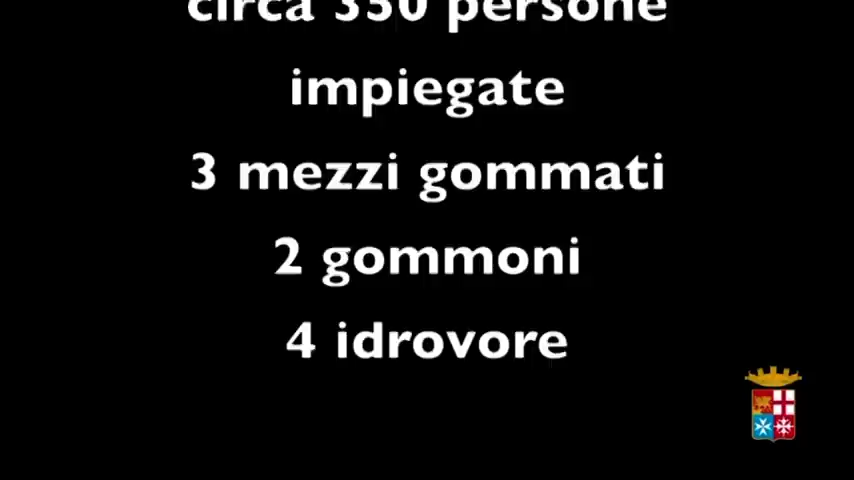 circa 350 persone
impiegate
3 mezzi gommati
2 gommoni
4 idrovore